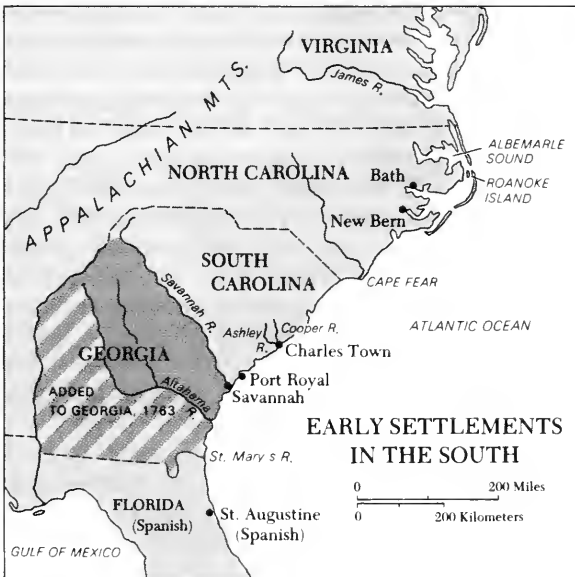 VIRGINIA
James R.
APPALACHIAN MTS.
ALBEMARLE
SOUND
NORTH CAROLINA
Bath
ROANOKE
ISLAND
New Bern
SOUTH
CAROLINA
CAPE FEAR
Savannah R.
Ashley
R.
Cooper R.
ATLANTIC OCEAN
Charles Town
GEORGIA
Port Royal
Altahama
R.
Savannah
ADDED
TO GEORGIA, 1763
EARLY SETTLEMENTS
IN THE SOUTH
St. Mary s R.
0 200 Miles
0 200 Kilometers
FLORIDA
(Spanish)
St. Augustine
(Spanish)
GULF OF MEXICO